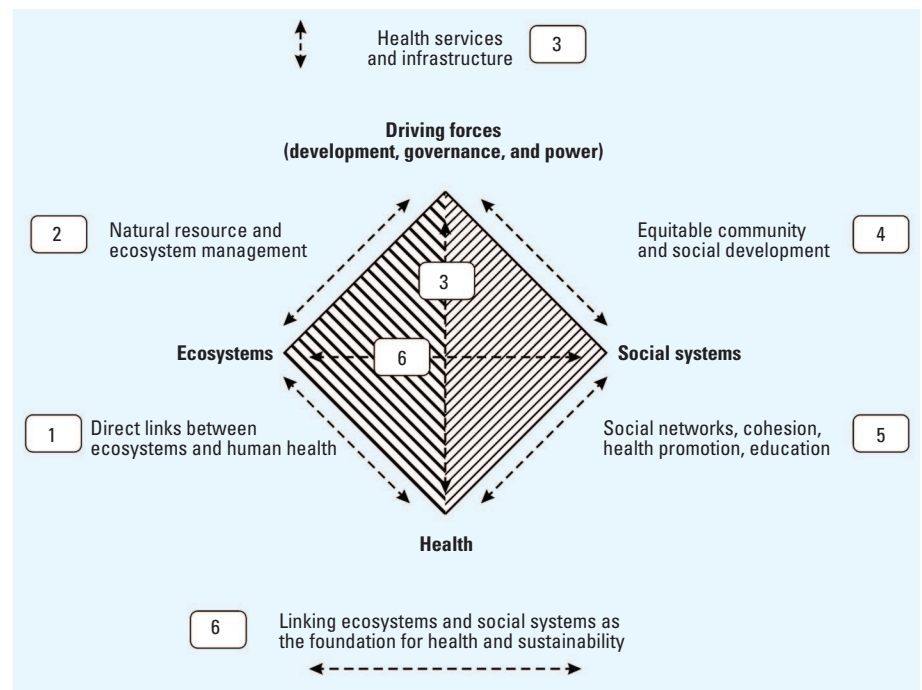 Health services
and infrastructure
3
Driving forces
(development, governance, and power)
2
Natural resource and
ecosystem management
Equitable community
and social development
4
3
Ecosystems
6
Social systems
1
Direct links between
ecosystems and human health
Social networks, cohesion,
health promotion, education
5
Health
6
Linking ecosystems and social systems as
the foundation for health and sustainability